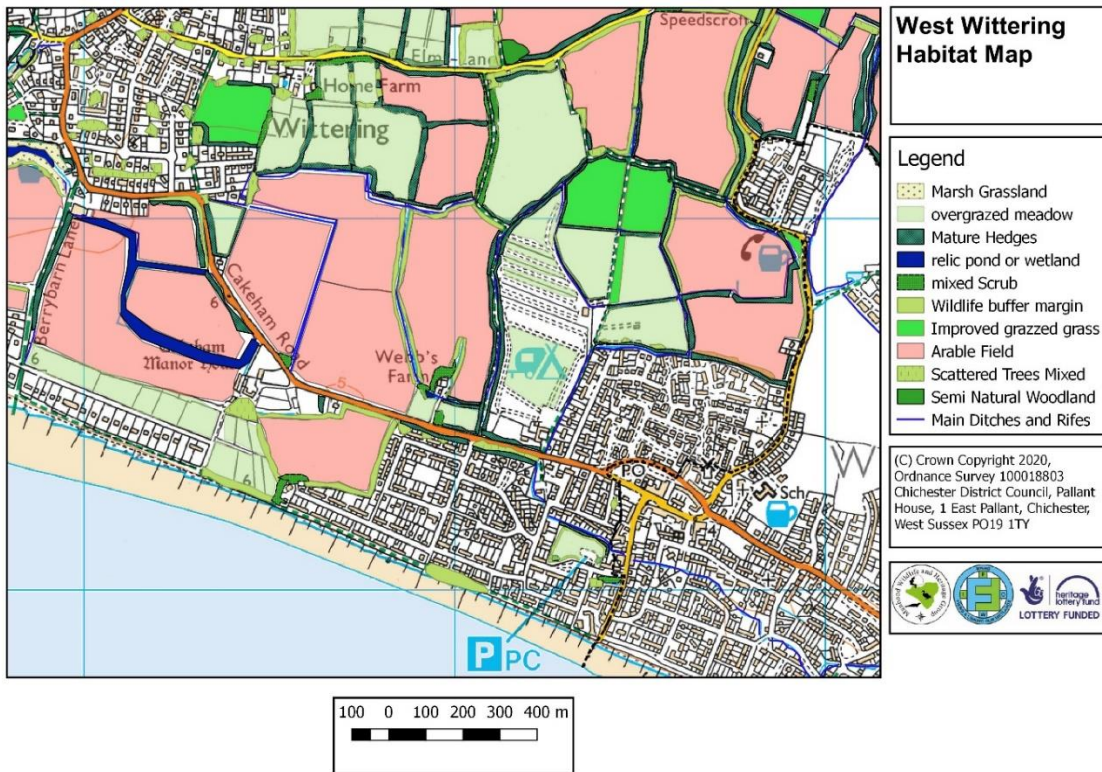 West Wittering
Habitat Map
Speedscroft
Elm Lane
Home Farm
Wittering
Berrybarn Lane
Cakeham Road
6
5
Manor
Webb's
Farm
6
6
PO
Sch
W
P PC
Legend
Marsh Grassland
overgrazed meadow
Mature Hedges
relic pond or wetland
mixed Scrub
Wildlife buffer margin
Improved grazzed grass
Arable Field
Scattered Trees Mixed
Semi Natural Woodland
Main Ditches and Rifes
(C) Crown Copyright 2020,
Ordnance Survey 100018803
Chichester District Council, Pallant
House, 1 East Pallant, Chichester,
West Sussex PO19 1TY
heritage
lottery fund
LOTTERY FUNDED
100 0 100 200 300 400 m